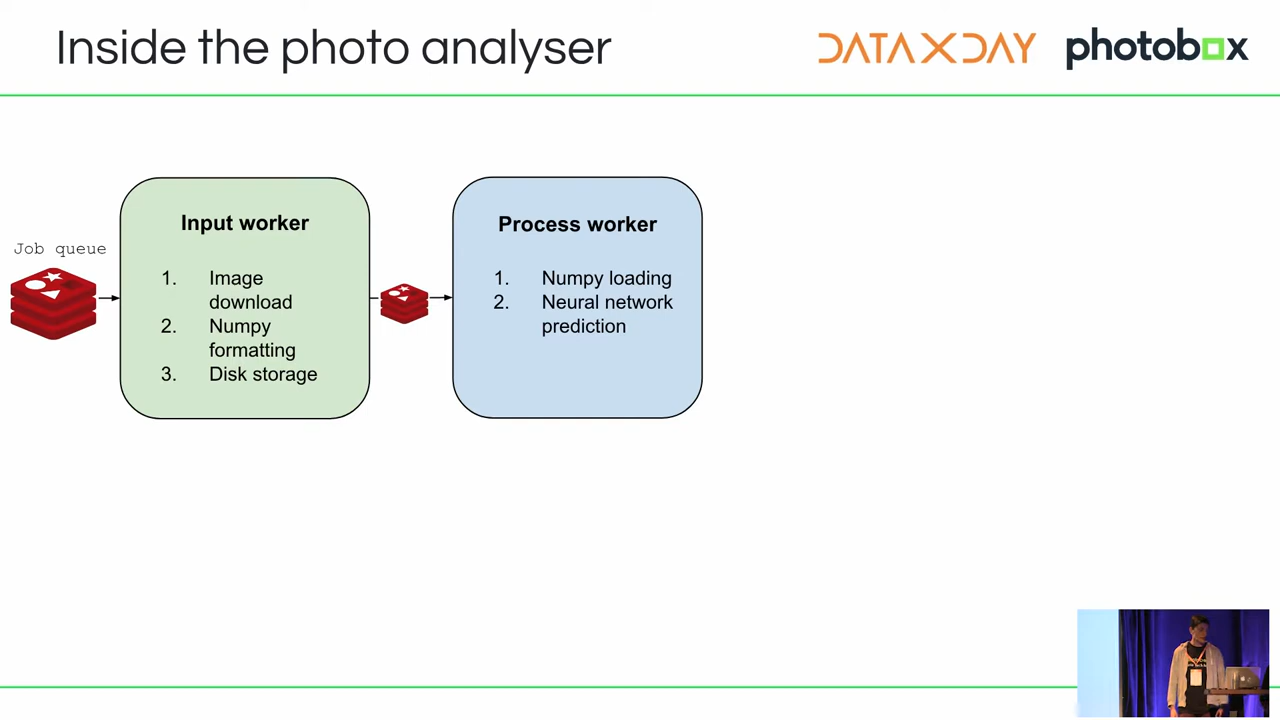 Inside the photo analyser
DATA X DAY
photobox
Job queue
Input worker
1. Image
download
2. Numpy
formatting
3. Disk storage
Process worker
1. Numpy loading
2. Neural network
prediction